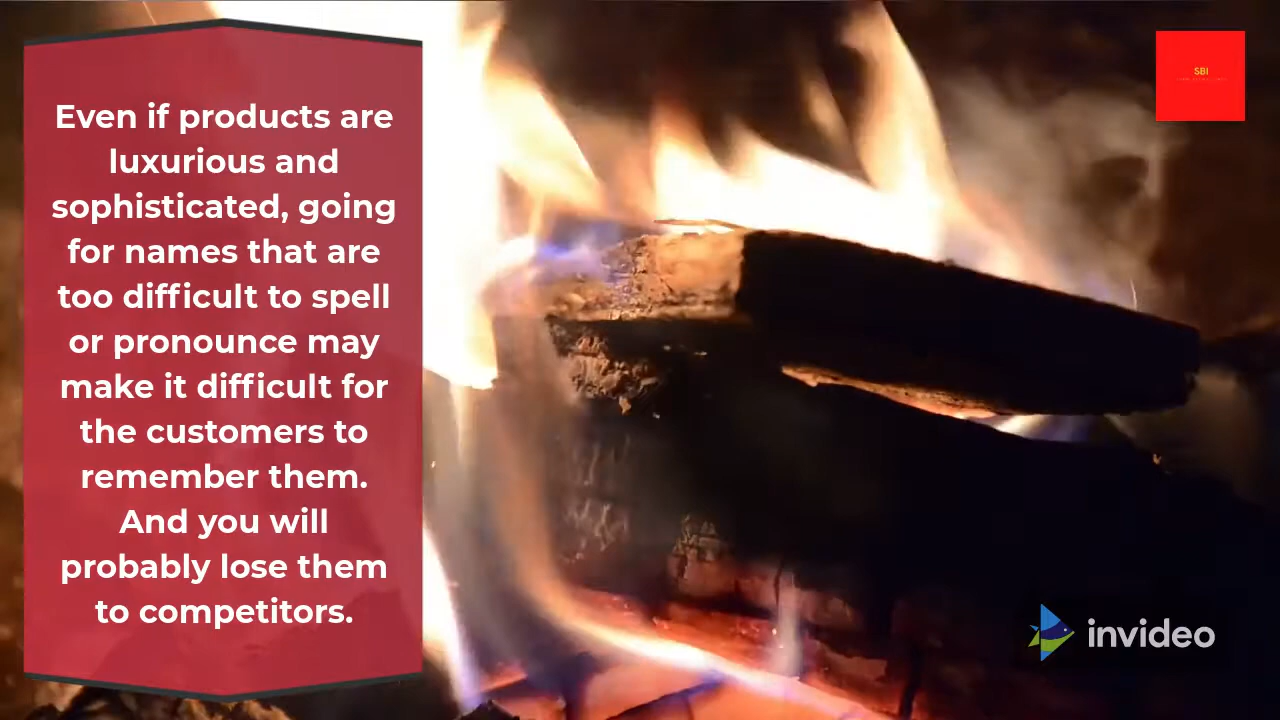 Even if products are
luxurious and
sophisticated, going
for names that are
too difficult to spell
or pronounce may
make it difficult for
the customers to
remember them.
And you will
probably lose them
to competitors.
SBI
invideo